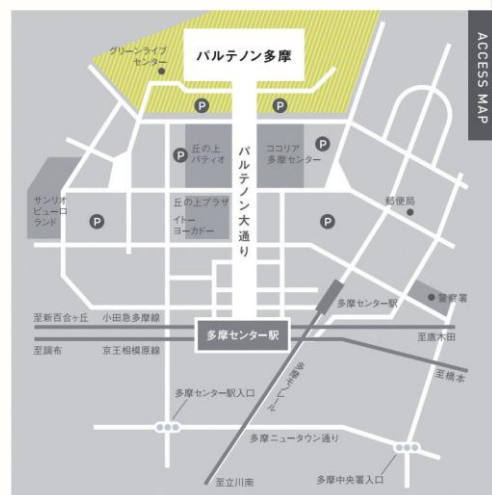 ACCESS MAP
グリーンライブ
センター
パルテノン多摩
P
P
P
P
丘の上
パティオ
ココリア
多摩センター
パルテノン大通り
サンリオ
ピューロ
ランド
P
丘の上プラザ
イトー
ヨーカドー
P
郵便局
多摩センター駅
警察署
至新百合ヶ丘
小田急多摩線
多摩センター駅
至唐木田
至調布
京王相模原線
至橋本
多摩モノレール
多摩センター駅入口
多摩ニュータウン通り
至立川南
多摩中央署入口